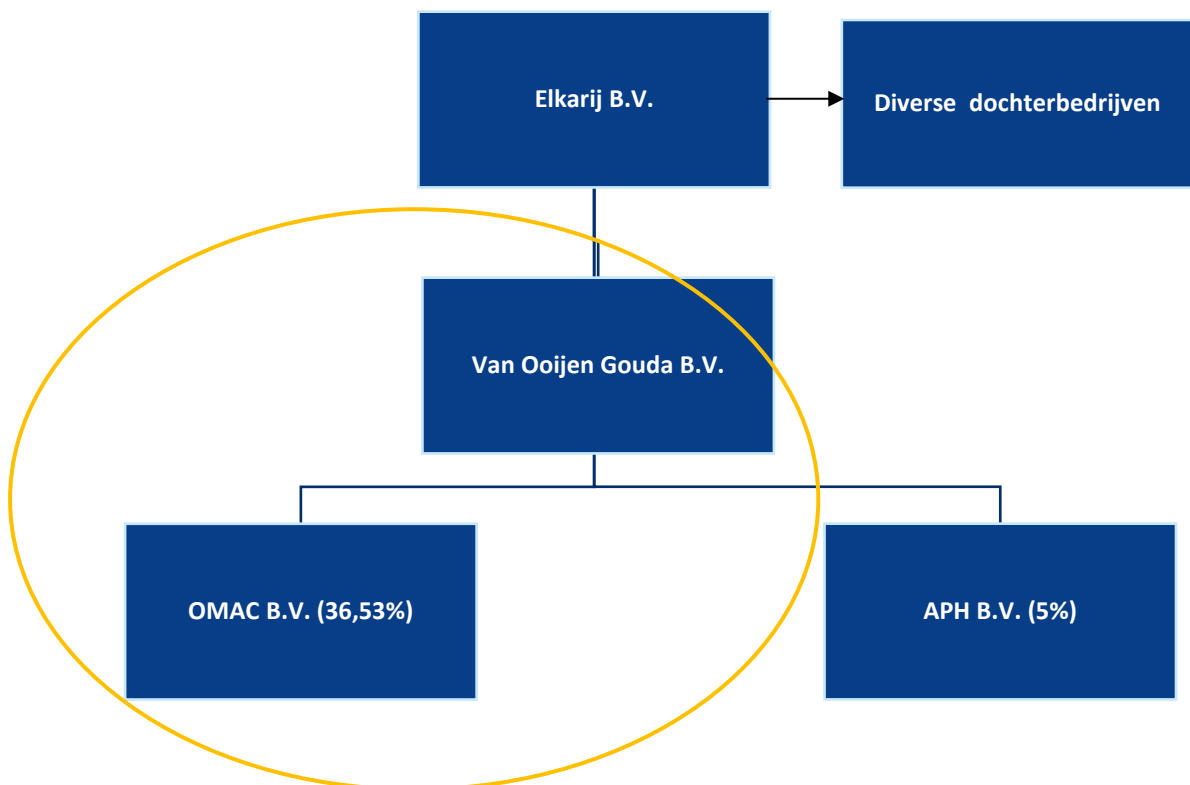 Elkarij B.V.
Diverse dochterbedrijven
Van Ooijen Gouda B.V.
OMAC B.V. (36,53%)
APH B.V. (5%)